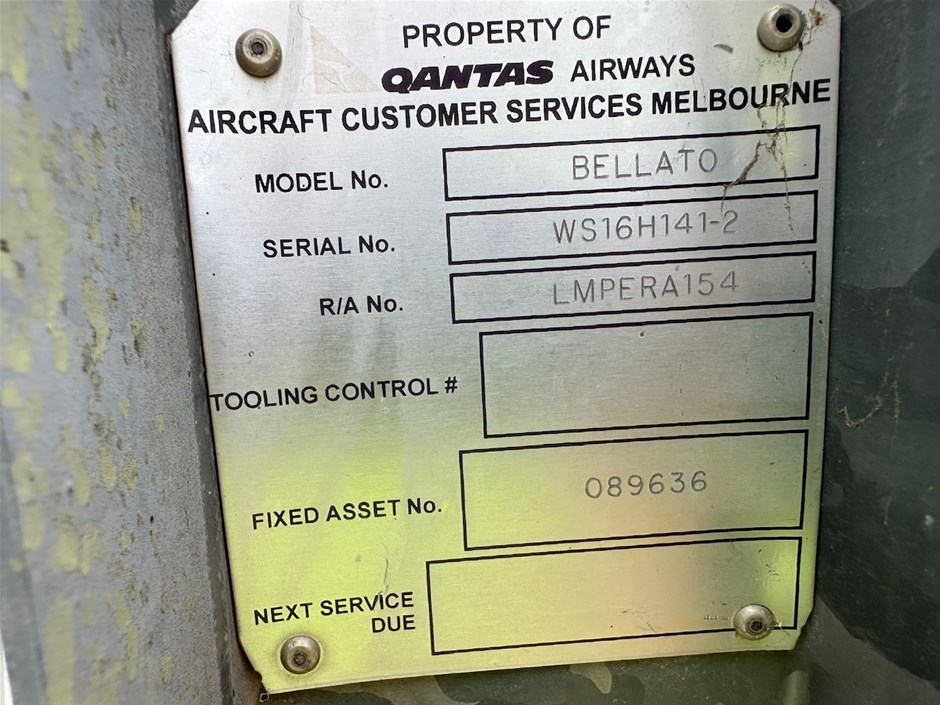 PROPERTY OF
QANTAS AIRWAYS
AIRCRAFT CUSTOMER SERVICES MELBOURNE
MODEL No. BELLATO
SERIAL No. WS16H141-2
R/A No. LMPERA154
TOOLING CONTROL #
FIXED ASSET No. 089636
NEXT SERVICE
DUE